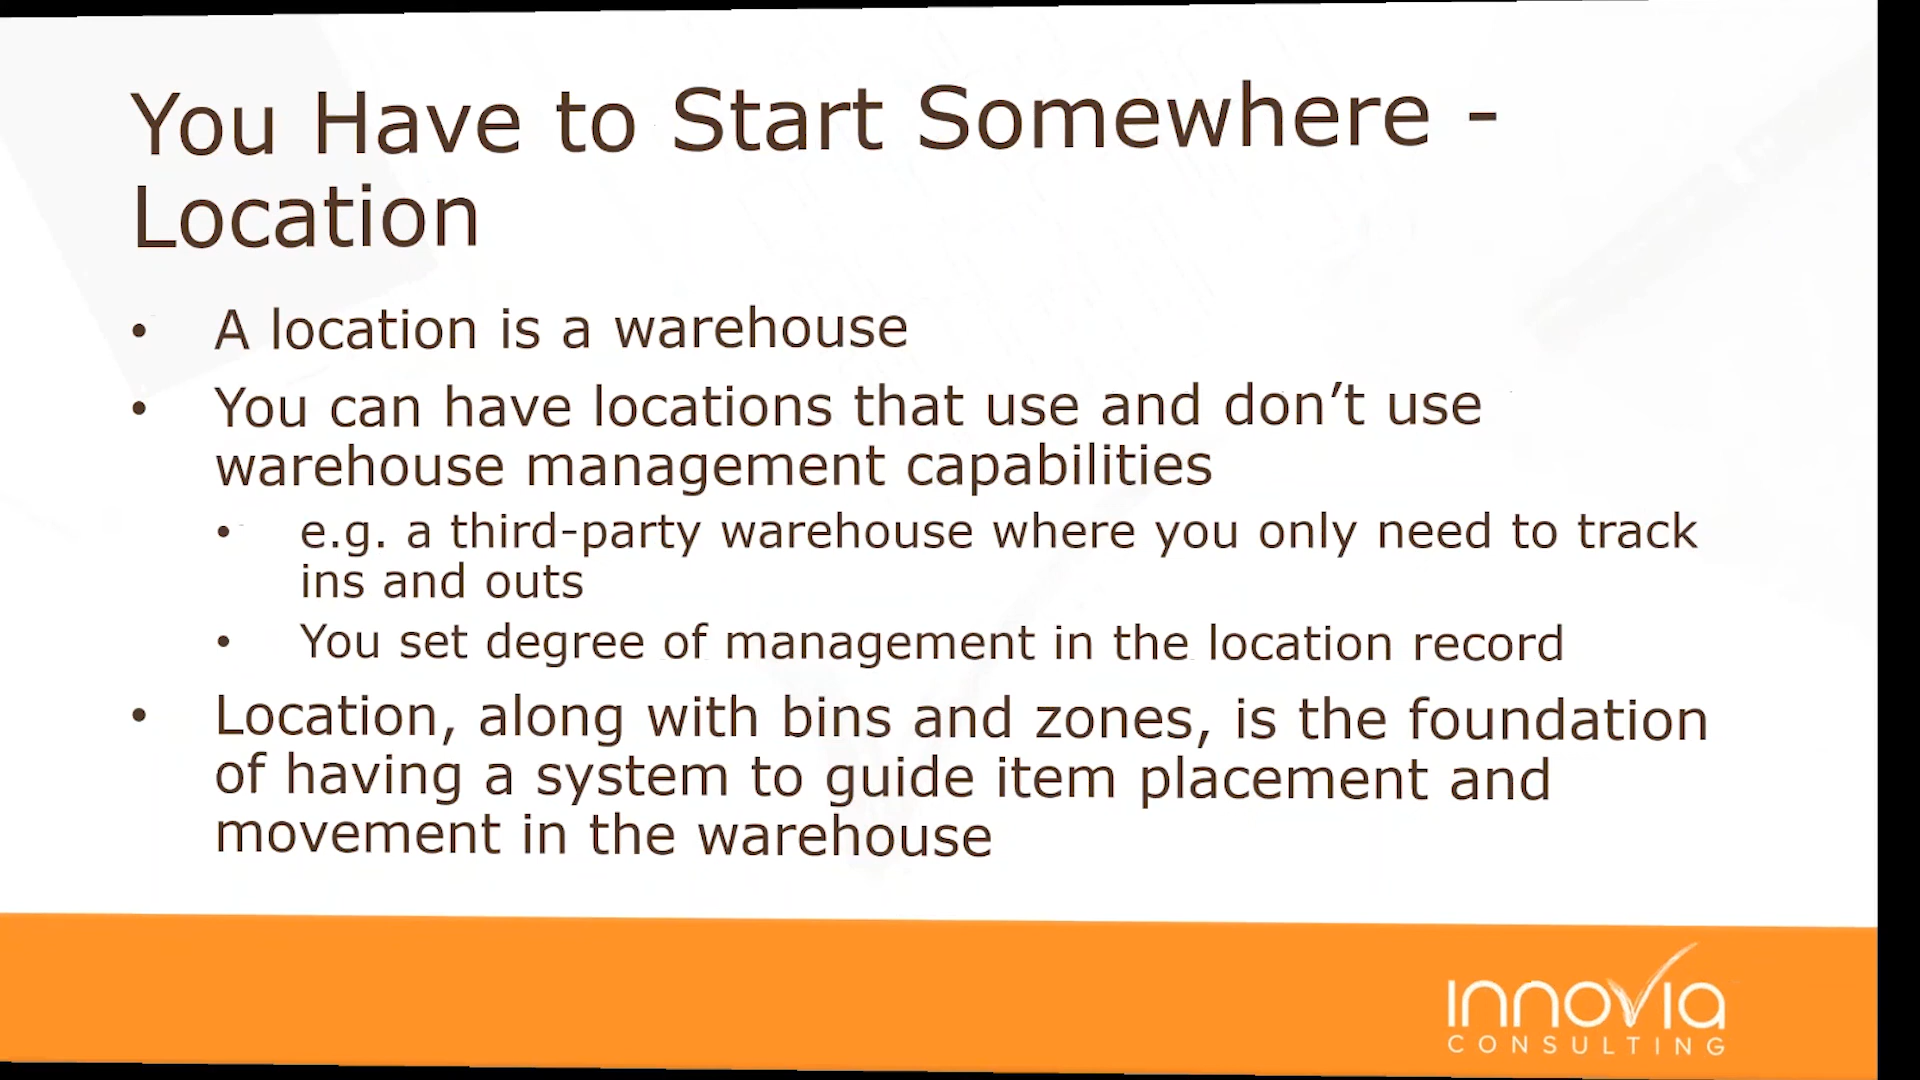 You Have to Start Somewhere -
Location
• A location is a warehouse
• You can have locations that use and don’t use
warehouse management capabilities
• e.g. a third-party warehouse where you only need to track
ins and outs
• You set degree of management in the location record
• Location, along with bins and zones, is the foundation
of having a system to guide item placement and
movement in the warehouse
innovia
CONSULTING